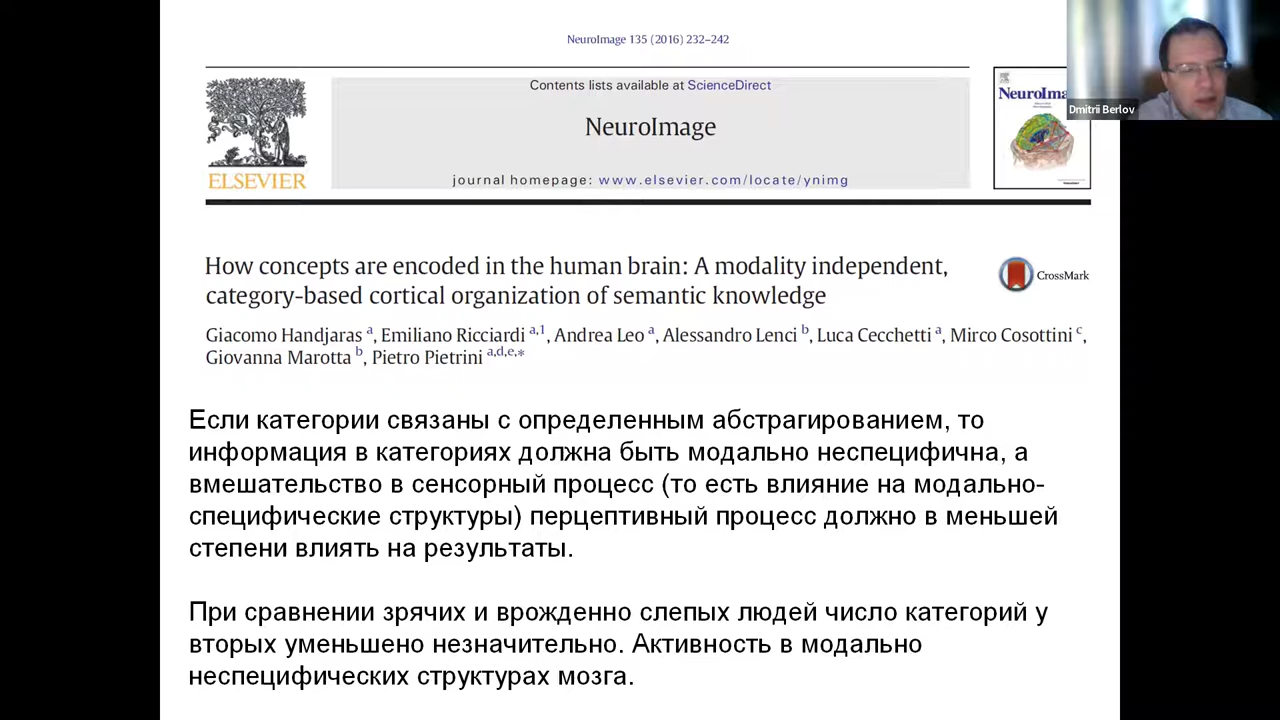 NeuroImage 135 (2016) 232–242
Contents lists available at ScienceDirect
NeuroImage
journal homepage: www.elsevier.com/locate/ynimg
ELSEVIER
NeuroIma
Dmitrii Berlov
How concepts are encoded in the human brain: A modality independent,
category-based cortical organization of semantic knowledge
CrossMark
Giacomo Handjaras a, Emiliano Ricciardi a,1, Andrea Leo a, Alessandro Lenci b, Luca Cecchetti a, Mirco Cosottini c,
Giovanna Marotta b, Pietro Pietrini a,d,e,*
Если категории связаны с определенным абстрагированием, то
информация в категориях должна быть модально неспецифична, а
вмешательство в сенсорный процесс (то есть влияние на модально-
специфические структуры) перцептивный процесс должно в меньшей
степени влиять на результаты.
При сравнении зрячих и врожденно слепых людей число категорий у
вторых уменьшено незначительно. Активность в модально
неспецифических структурах мозга.